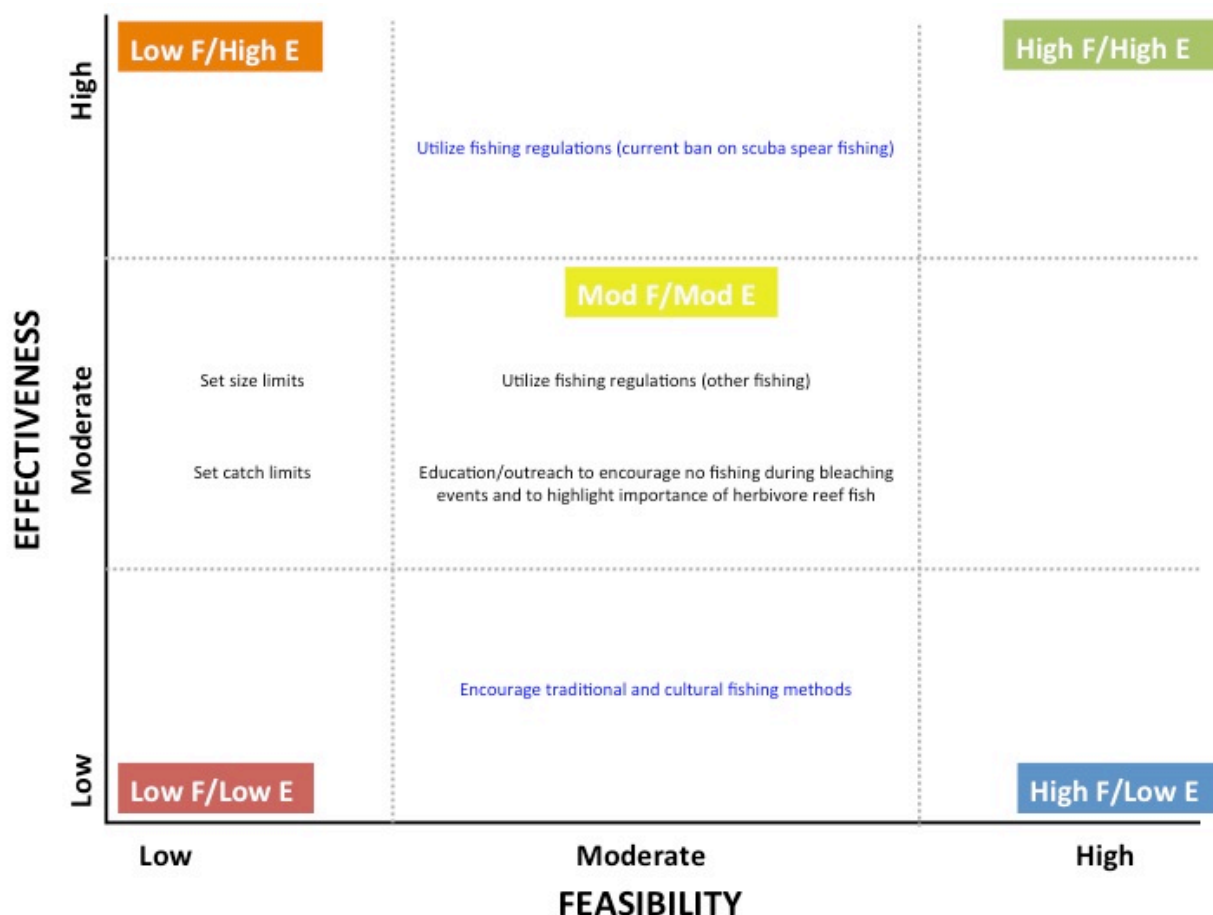 Low F/High E
High F/High E
High
Utilize fishing regulations (current ban on scuba spear fishing)
Mod F/Mod E
EFFECTIVENESS
Moderate
Set size limits
Utilize fishing regulations (other fishing)
Set catch limits
Education/outreach to encourage no fishing during bleaching
events and to highlight importance of herbivore reef fish
Encourage traditional and cultural fishing methods
Low
Low F/Low E
High F/Low E
Low
Moderate
High
FEASIBILITY